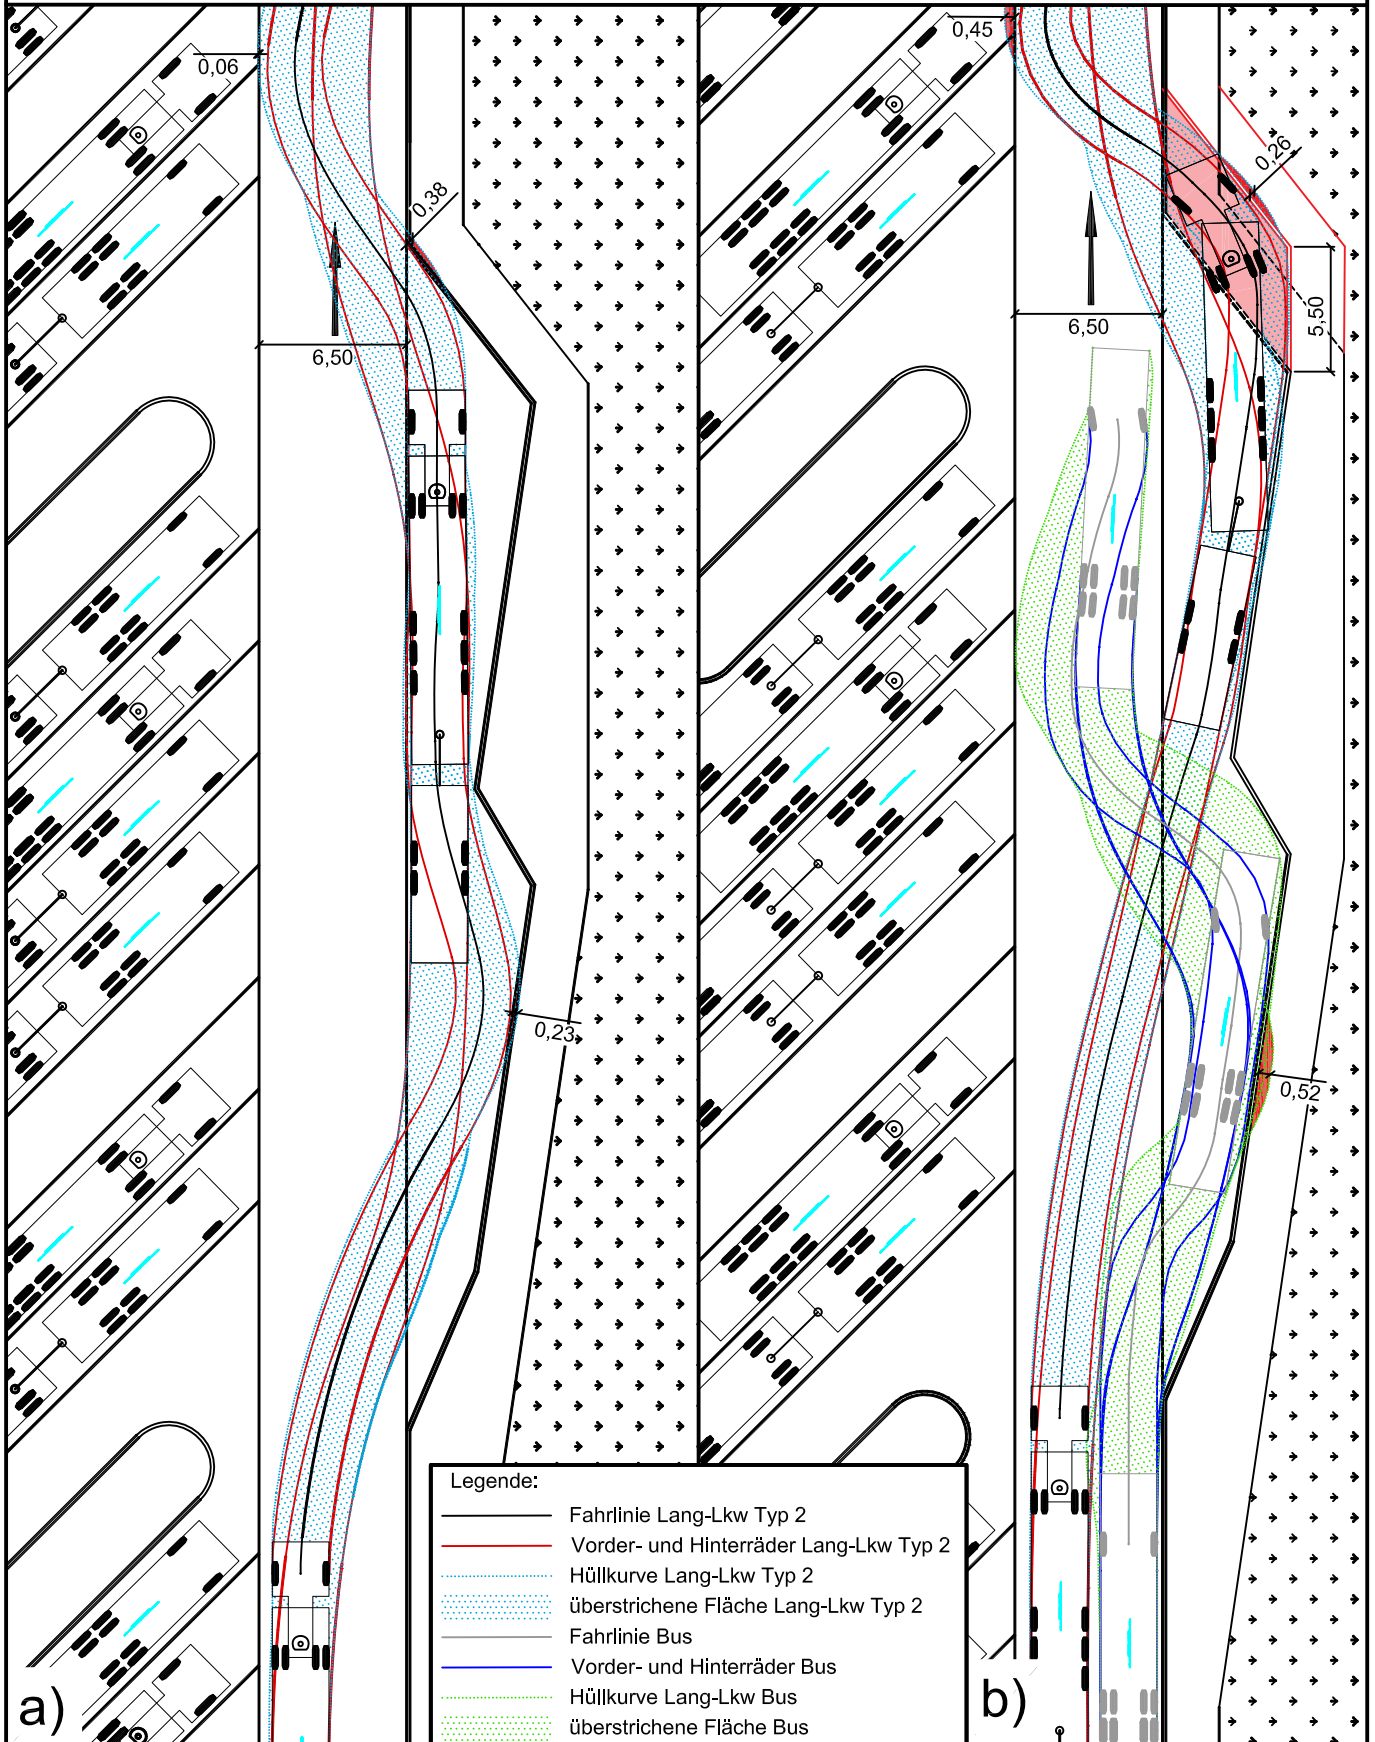 0,06
0,38
6,50
0,23
a)
0,45
0,26
5,50
6,50
0,52
b)
Legende:
Fahrlinie Lang-Lkw Typ 2
Vorder- und Hinterräder Lang-Lkw Typ 2
Hüllkurve Lang-Lkw Typ 2
überstrichene Fläche Lang-Lkw Typ 2
Fahrlinie Bus
Vorder- und Hinterräder Bus
Hüllkurve Lang-Lkw Bus
überstrichene Fläche Bus